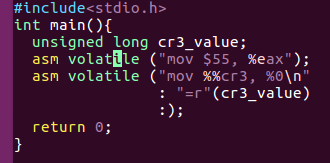 #include<stdio.h>
int main(){
  unsigned long cr3_value;
  asm volatile ("mov $55, %eax");
  asm volatile ("mov %%cr3, %0\n"
                : "=r"(cr3_value)
                :);
  return 0;
}